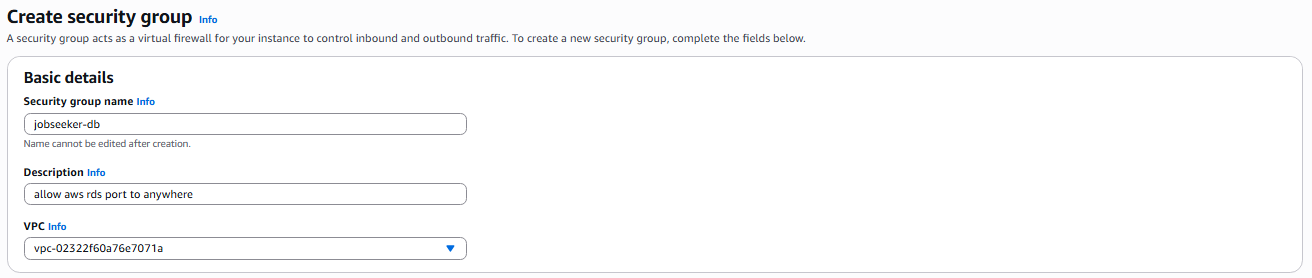 Create security group Info
A security group acts as a virtual firewall for your instance to control inbound and outbound traffic. To create a new security group, complete the fields below.
Basic details
Security group name Info
jobseeker-db
Name cannot be edited after creation.
Description Info
allow aws rds port to anywhere
VPC Info
vpc-02322f60a76e7071a